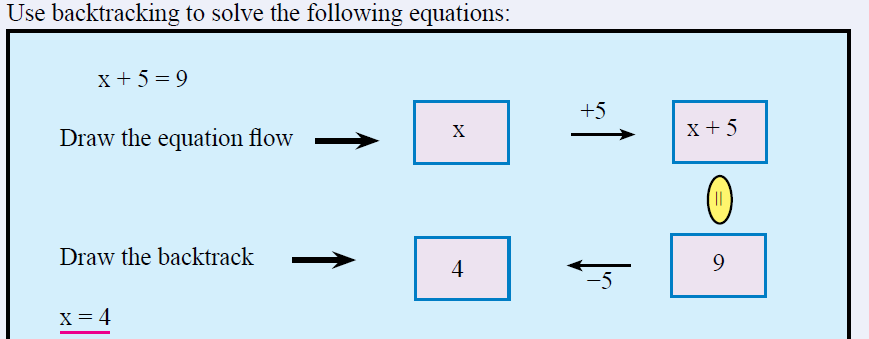 Use backtracking to solve the following equations:
x + 5 = 9
+5
Draw the equation flow
x
x + 5
=
Draw the backtrack
4
9
−5
x = 4